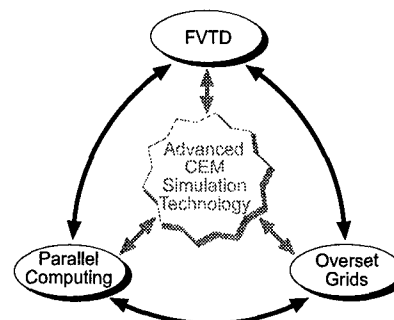 FVTD
Advanced
CEM
Simulation
Technology
Parallel
Computing
Overset
Grids